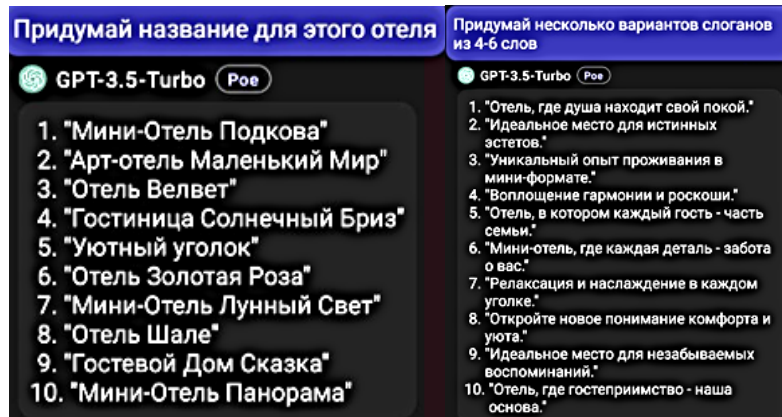 Придумай название для этого отеля
GPT-3.5-Turbo Poe
1. "Мини-Отель Подкова"
2. "Арт-отель Маленький Мир"
3. "Отель Велвет"
4. "Гостиница Солнечный Бриз"
5. "Уютный уголок"
6. "Отель Золотая Роза"
7. "Мини-Отель Лунный Свет"
8. "Отель Шале"
9. "Гостевой Дом Сказка"
10. "Мини-Отель Панорама"
Придумай несколько вариантов слоганов
из 4-6 слов
GPT-3.5-Turbo Poe
1. "Отель, где душа находит свой покой."
2. "Идеальное место для истинных
эстетов."
3. "Уникальный опыт проживания в
мини-формате."
4. "Воплощение гармонии и роскоши."
5. "Отель, в котором каждый гость - часть
семьи."
6. "Мини-отель, где каждая деталь - забота
о вас."
7. "Релаксация и наслаждение в каждом
уголке."
8. "Откройте новое понимание комфорта и
уюта."
9. "Идеальное место для незабываемых
воспоминаний."
10. "Отель, где гостеприимство - наша
основа."